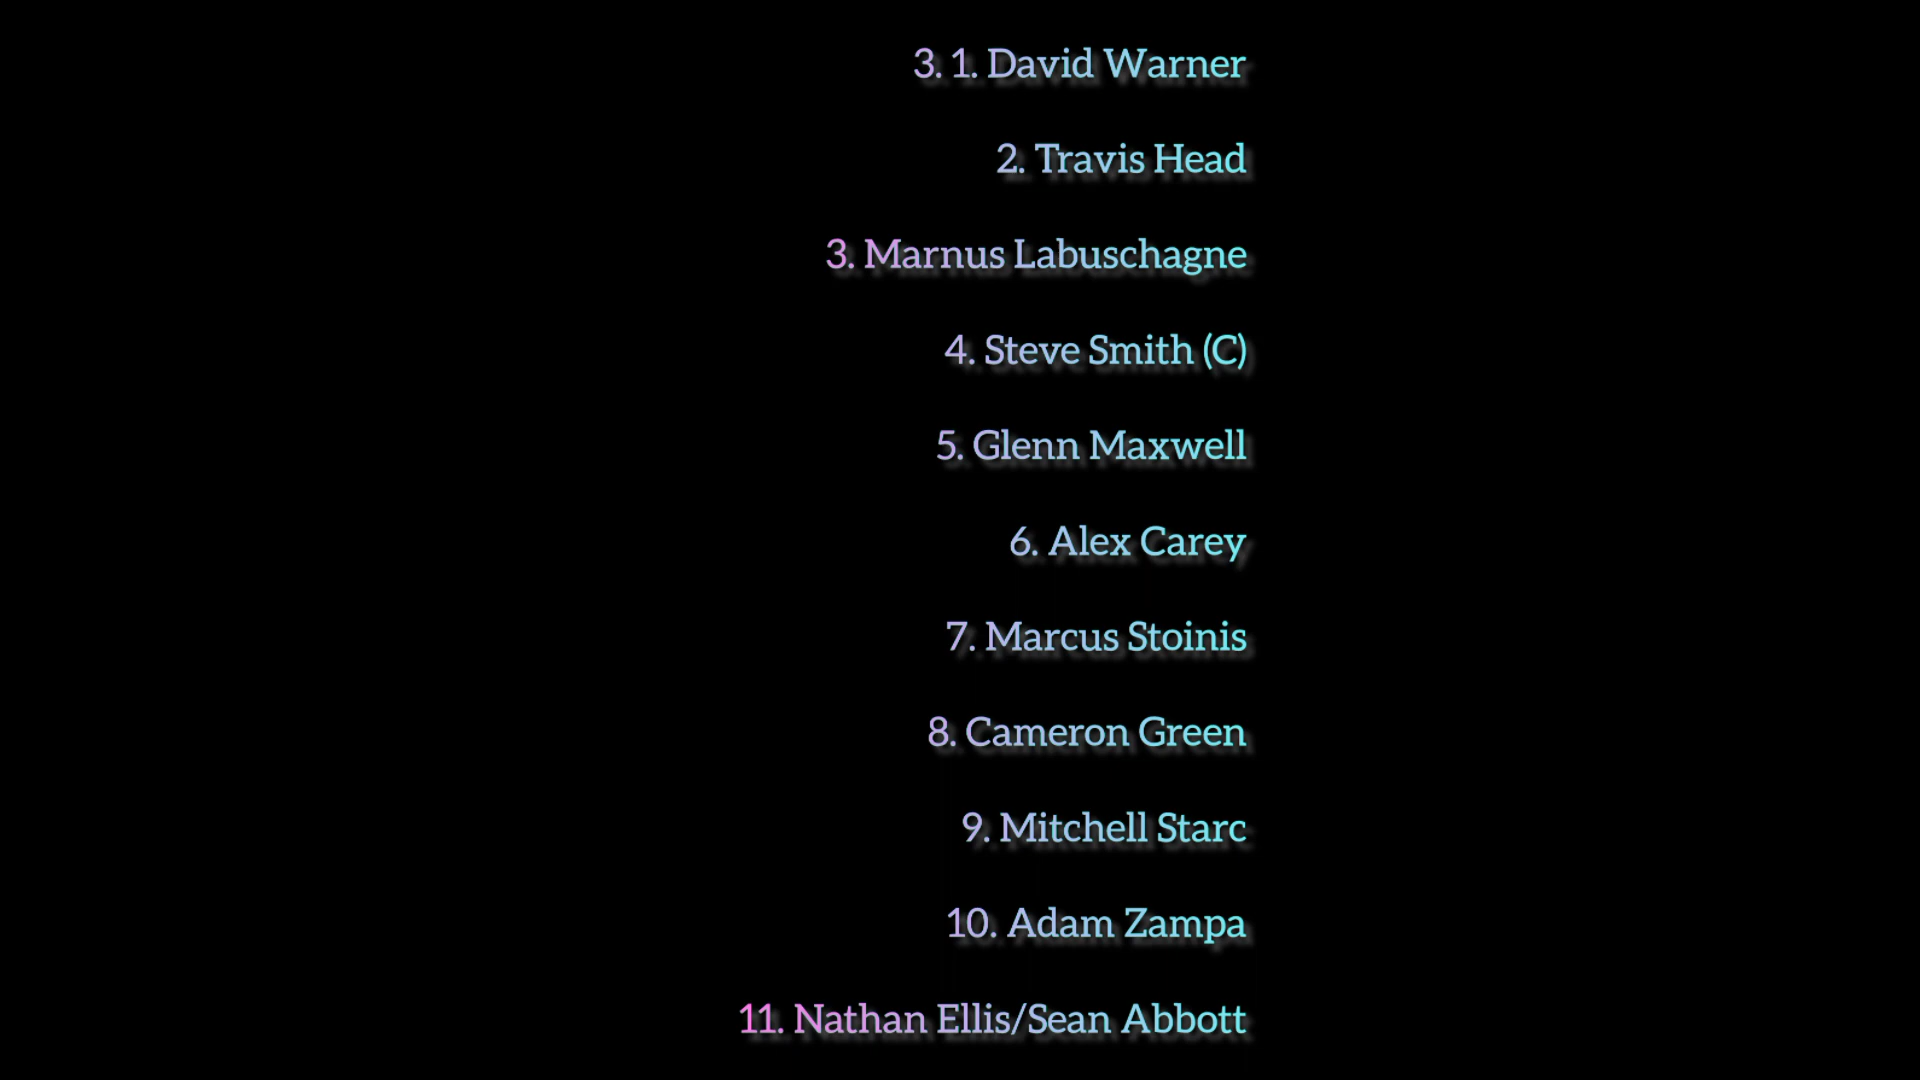 3. 1. David Warner
2. Travis Head
3. Marnus Labuschagne
4. Steve Smith (C)
5. Glenn Maxwell
6. Alex Carey
7. Marcus Stoinis
8. Cameron Green
9. Mitchell Starc
10. Adam Zampa
11. Nathan Ellis/Sean Abbott